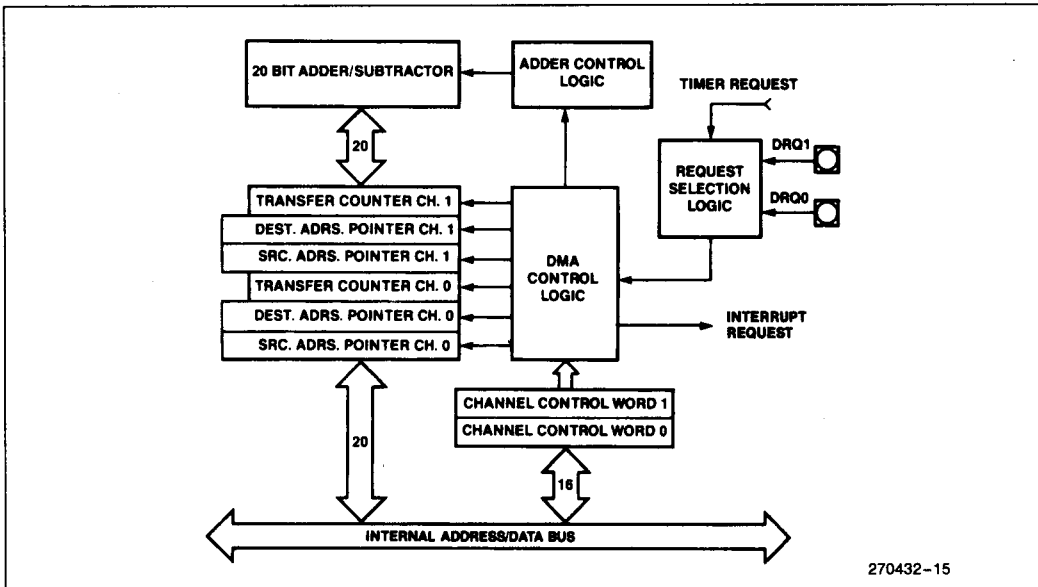 20 BIT ADDER/SUBTRACTOR
ADDER CONTROL
LOGIC
TIMER REQUEST
20
DRQ1
REQUEST
SELECTION
LOGIC
DRQ0
TRANSFER COUNTER CH. 1
DEST. ADRS. POINTER CH. 1
SRC. ADRS. POINTER CH. 1
TRANSFER COUNTER CH. 0
DEST. ADRS. POINTER CH. 0
SRC. ADRS. POINTER CH. 0
DMA
CONTROL
LOGIC
INTERRUPT
REQUEST
CHANNEL CONTROL WORD 1
CHANNEL CONTROL WORD 0
20
16
INTERNAL ADDRESS/DATA BUS
270432-15